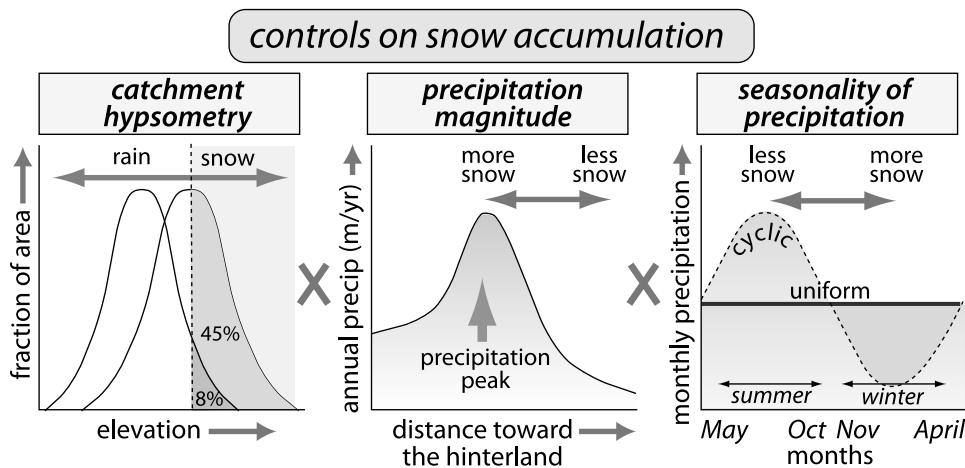 controls on snow accumulation
catchment
hypsometry
rain
snow
fraction of area
45%
8%
elevation
X
precipitation
magnitude
more
snow
less
snow
annual precip (m/yr)
precipitation
peak
distance toward
the hinterland
X
seasonality of
precipitation
less
snow
more
snow
monthly precipitation
cyclic
uniform
summer
winter
May Oct Nov April
months